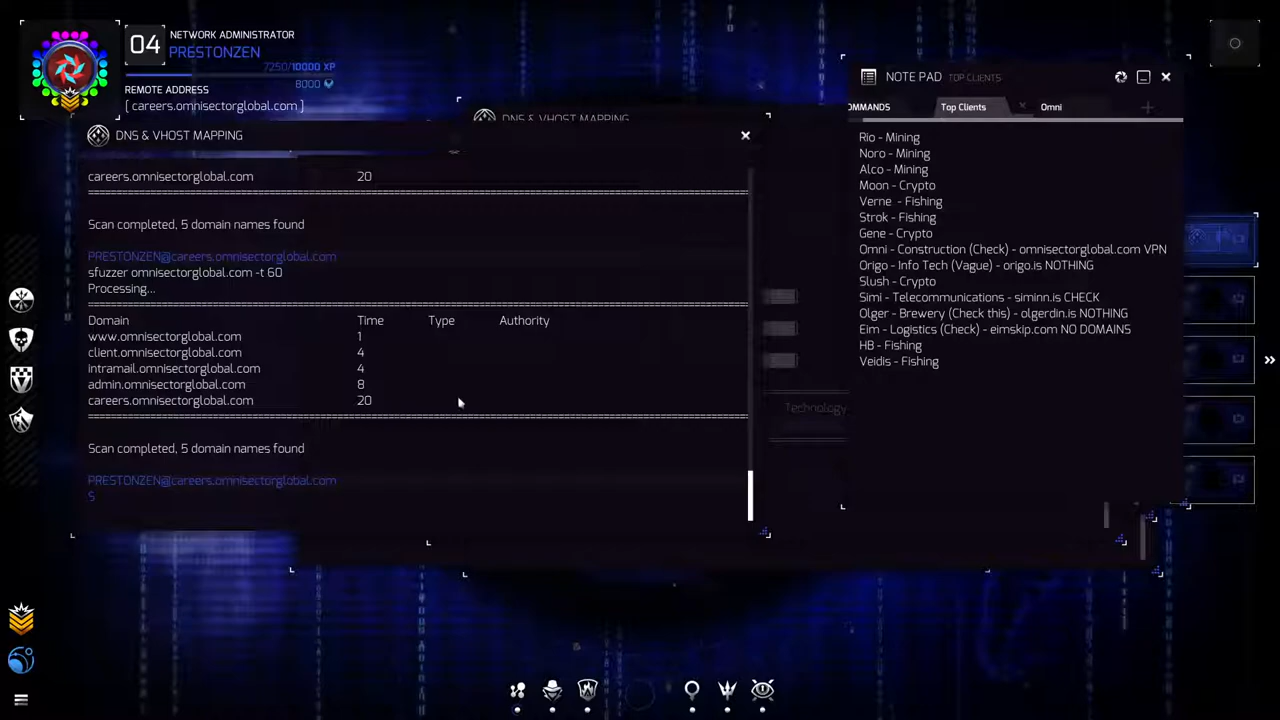 04
NETWORK ADMINISTRATOR
PRESTONZEN
7250/10000 XP
8000
REMOTE ADDRESS
[ careers.omnisectorglobal.com ]
DNS & VHOST MAPPING
DNS & VHOST MAPPING
careers.omnisectorglobal.com 20
Scan completed, 5 domain names found
PRESTONZEN@careers.omnisectorglobal.com
sfuzzer omnisectorglobal.com -t 60
Processing...
Domain Time Type Authority
www.omnisectorglobal.com 1
client.omnisectorglobal.com 4
intramail.omnisectorglobal.com 4
admin.omnisectorglobal.com 8
careers.omnisectorglobal.com 20
Scan completed, 5 domain names found
PRESTONZEN@careers.omnisectorglobal.com
S
Technology
NOTE PAD TOP CLIENTS
OMMANDS Top Clients Omni
Rio - Mining
Noro - Mining
Alco - Mining
Moon - Crypto
Verne - Fishing
Strok - Fishing
Gene - Crypto
Omni - Construction (Check) - omnisectorglobal.com VPN
Origo - Info Tech (Vague) - origo.is NOTHING
Slush - Crypto
Simi - Telecommunications - siminn.is CHECK
Olger - Brewery (Check this) - olgerdin.is NOTHING
Eim - Logistics (Check) - eimskip.com NO DOMAINS
HB - Fishing
Veidis - Fishing